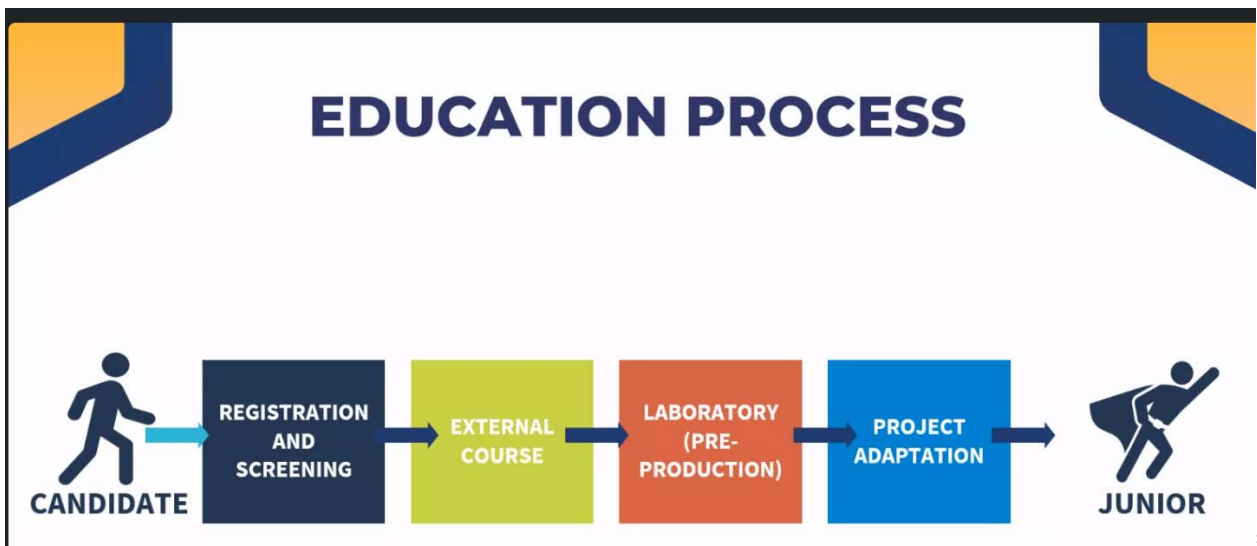 EDUCATION PROCESS
CANDIDATE
REGISTRATION
AND
SCREENING
EXTERNAL
COURSE
LABORATORY
(PRE-
PRODUCTION)
PROJECT
ADAPTATION
JUNIOR